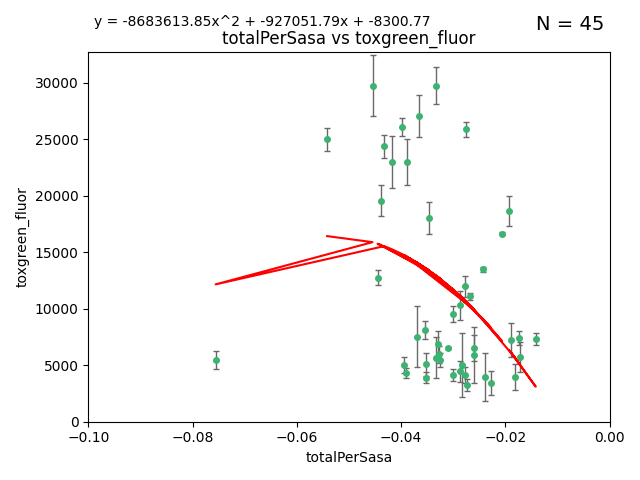 y = -8683613.85x^2 + -927051.79x + -8300.77
N = 45
totalPerSasa vs toxgreen_fluor
30000
25000
20000
15000
10000
5000
0
toxgreen_fluor
−0.10
−0.08
−0.06
−0.04
−0.02
0.00
totalPerSasa